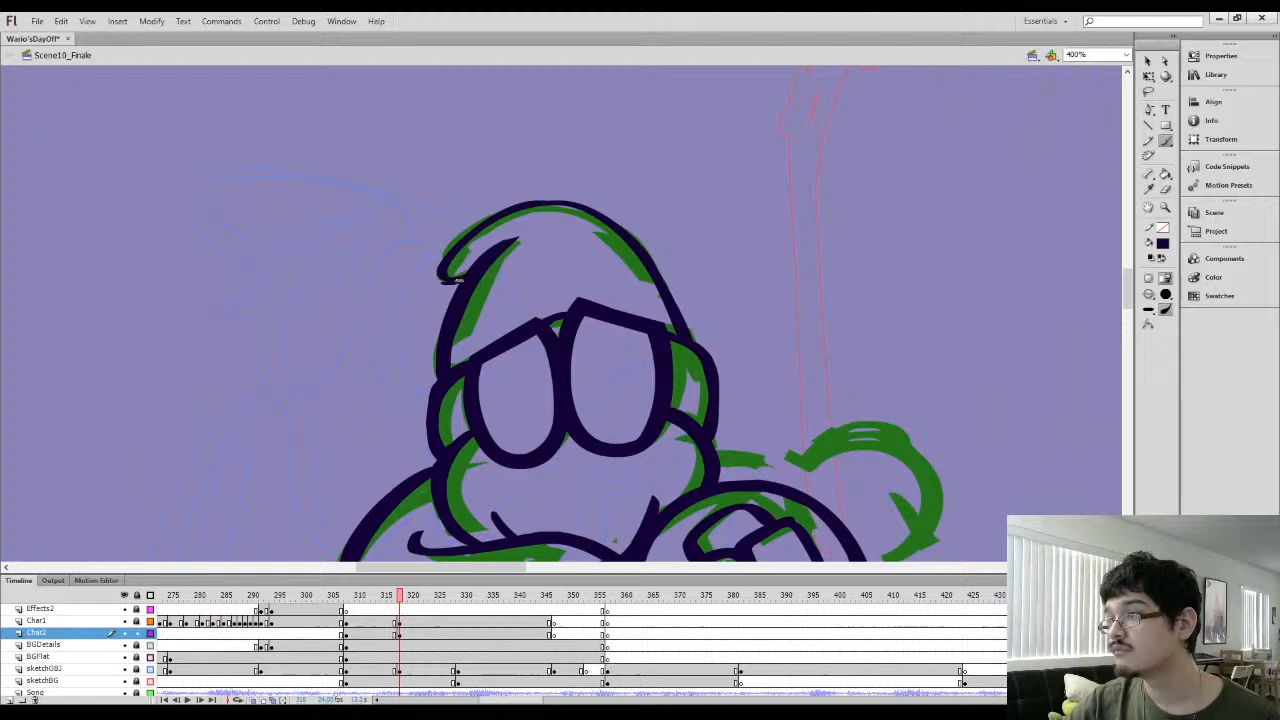 Fl File Edit View Insert Modify Text Commands Control Debug Window Help Essentials
Wario'sDayOff* ×
Scene10_Finale 400%
Properties
Library
Align
Info
Transform
Code Snippets
Motion Presets
Scene
Project
Components
Color
Swatches
Timeline Output Motion Editor
275 280 285 290 295 300 305 310 315 320 325 330 335 340 345 350 355 360 365 370 375 380 385 390 395 400 405 410 415 420 425 430
Effects2
Char1
Char2
BGDetails
BGFlat
sketchOBJ
sketchBG
Song